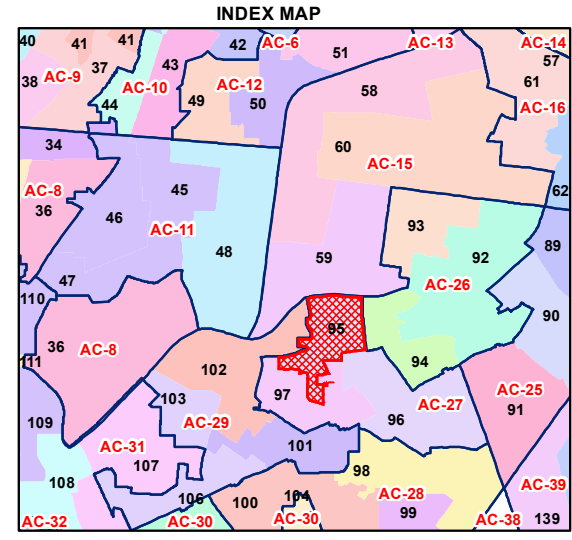 INDEX MAP
40 41 41 42 AC-6 51 AC-13 AC-14
38 AC-9 37 43 57
44 AC-10 49 AC-12 50 58 61 AC-16
34 60 AC-15
AC-8 36 45 62
46 AC-11 48 93 92 89
47 59 AC-26
110 90
111 36 AC-8 95
102 94
103 97 AC-25 91
109 AC-29 96 AC-27
AC-31 101
107 98
108 106 100 104 AC-28 AC-39
99
AC-32 AC-30 AC-30 AC-38 139